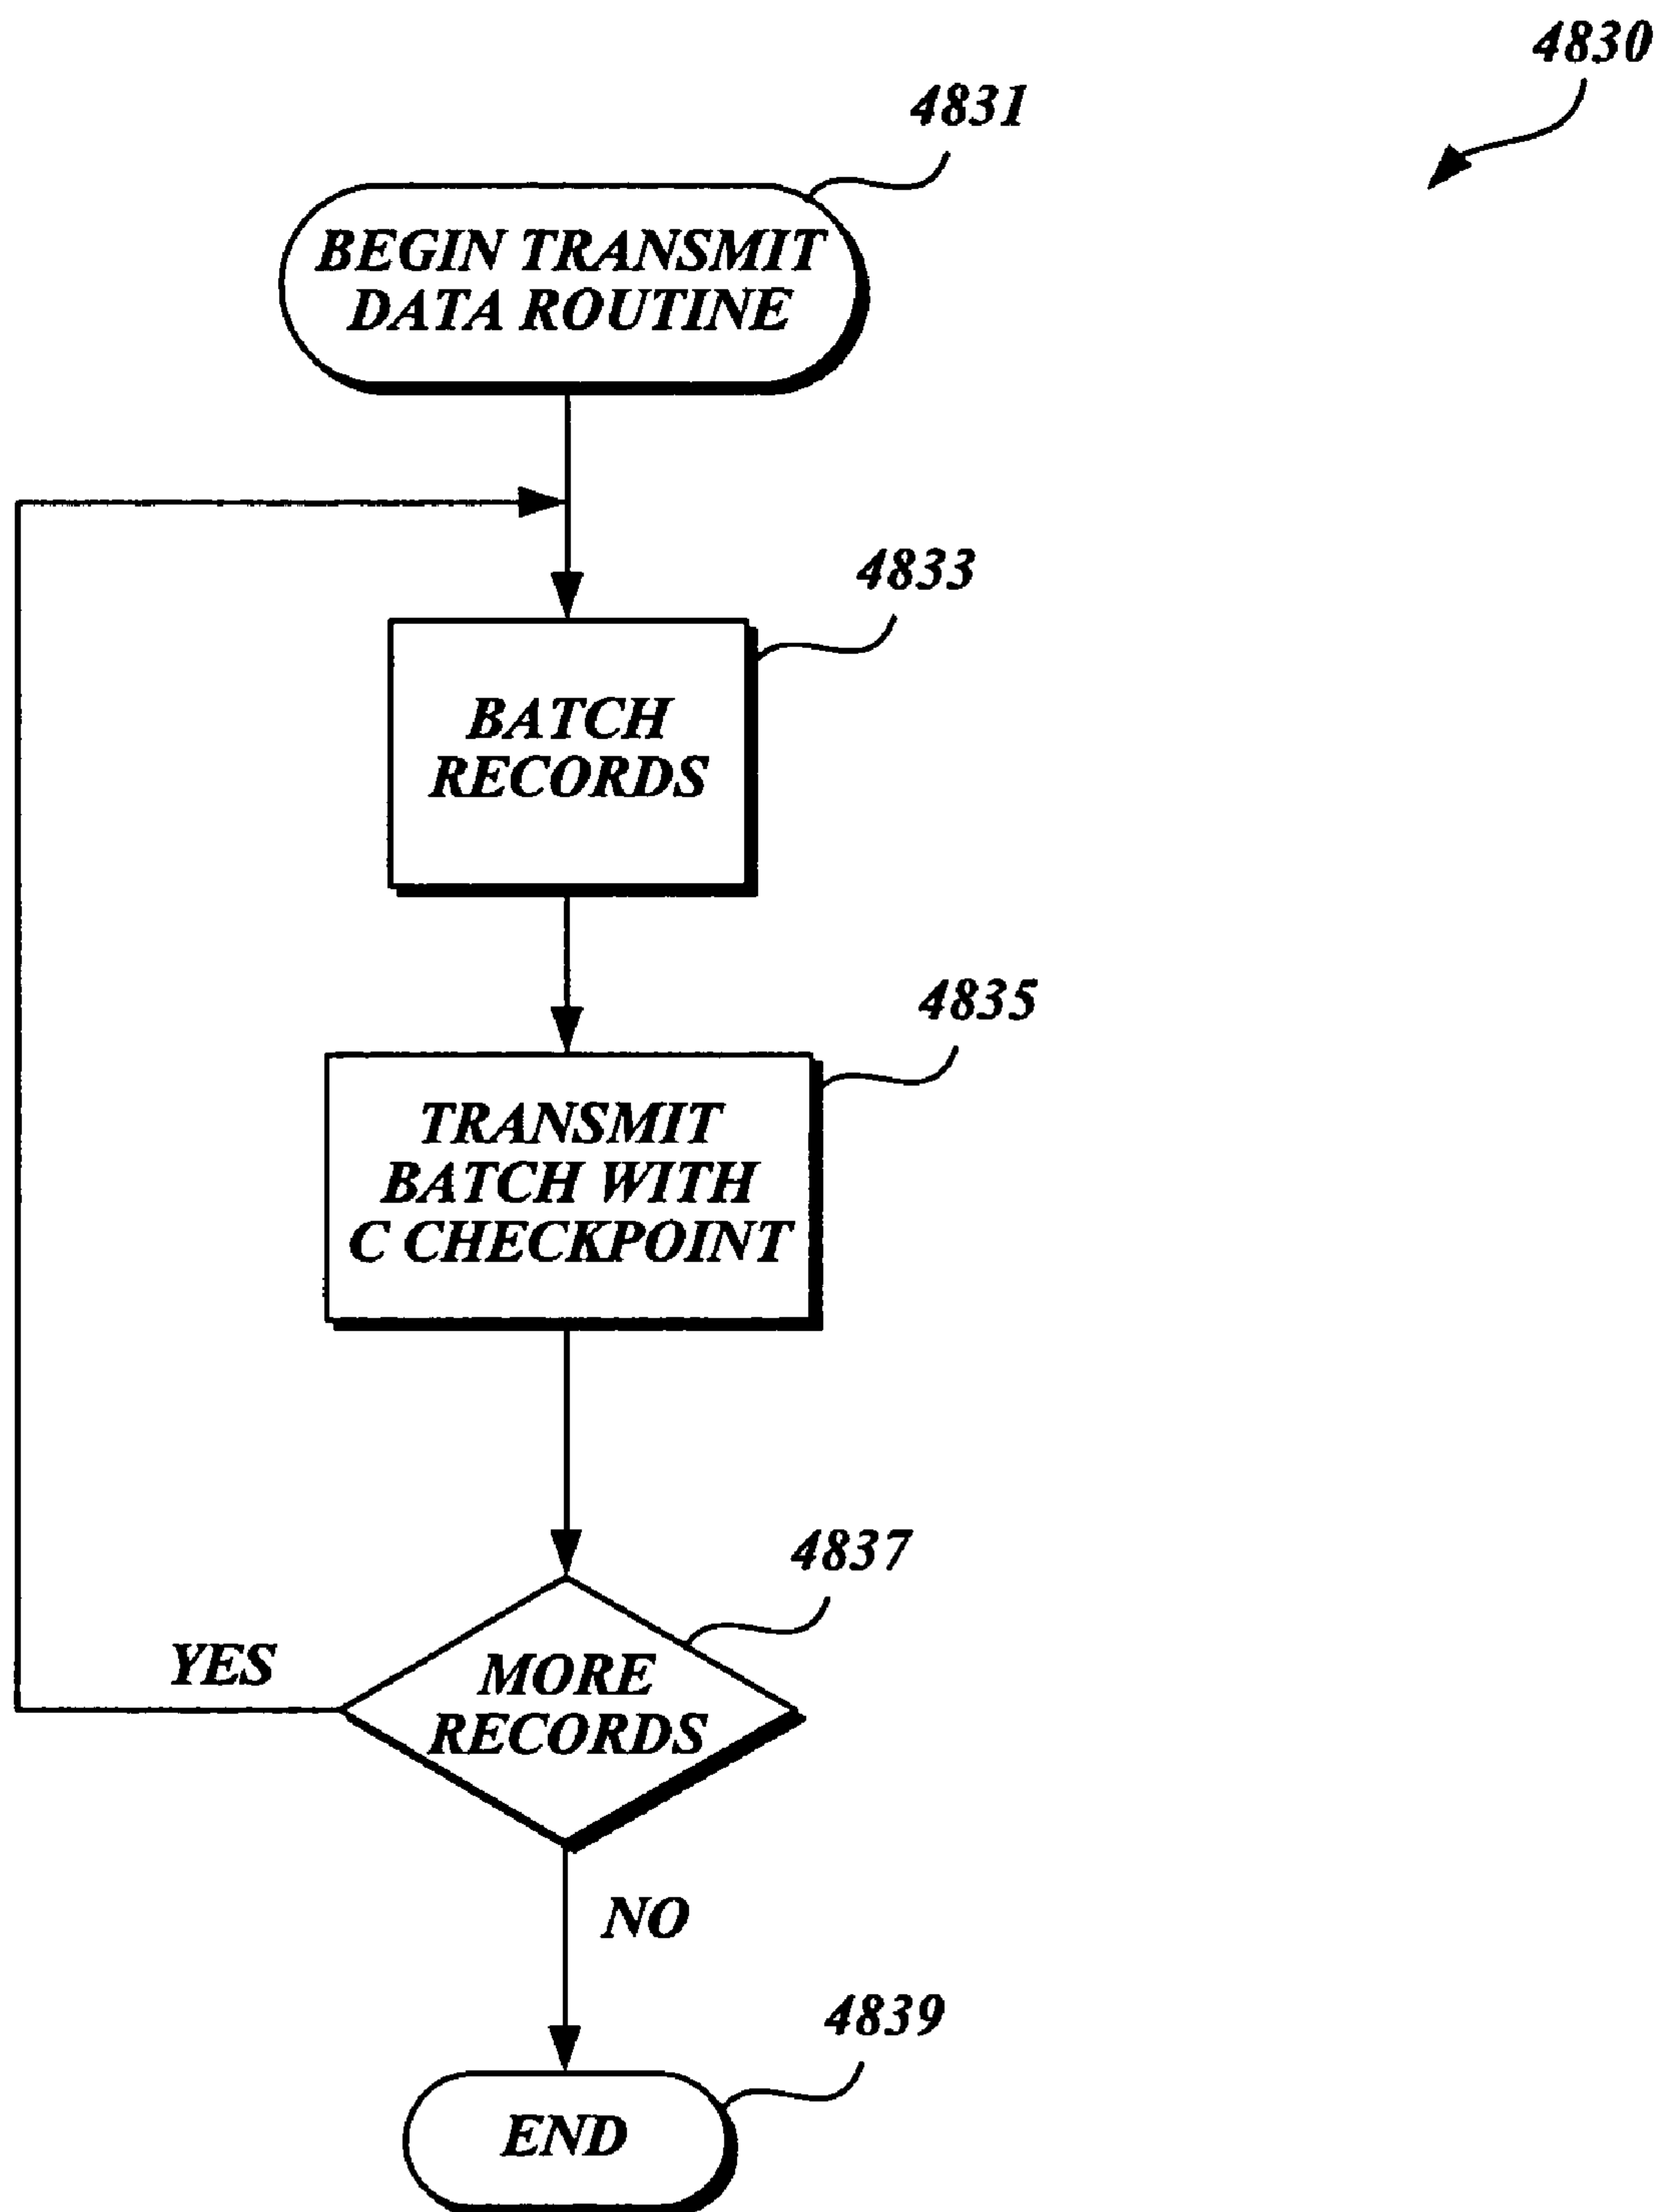 4830
4831
BEGIN TRANSMIT
DATA ROUTINE
4833
BATCH
RECORDS
4835
TRANSMIT
BATCH WITH
C CHECKPOINT
4837
YES
MORE
RECORDS
NO
4839
END